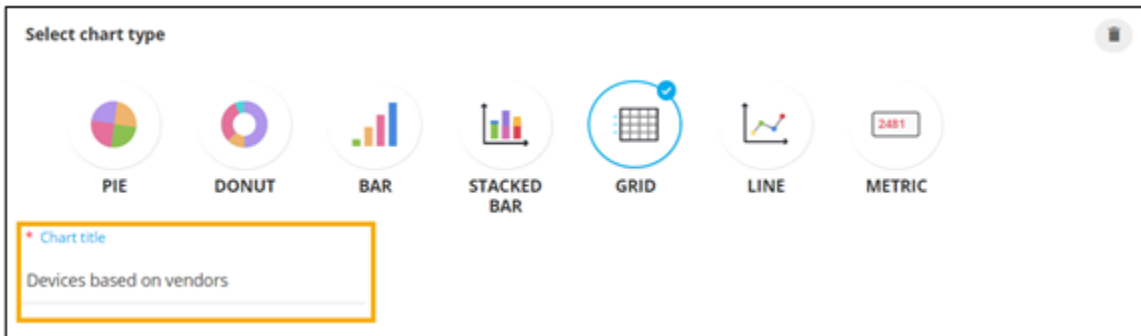 Select chart type
2481
PIE
DONUT
BAR
STACKED
BAR
GRID
LINE
METRIC
* Chart title
Devices based on vendors